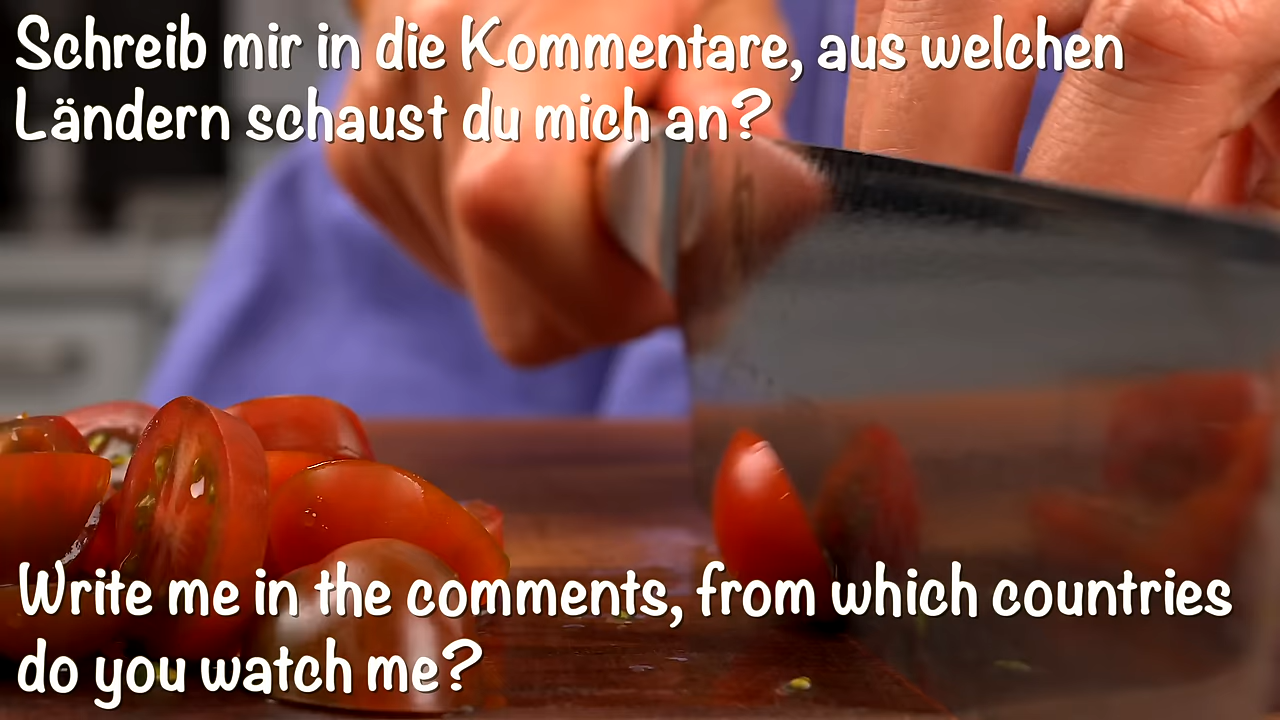 Schreib mir in die Kommentare, aus welchen
Ländern schaust du mich an?
Write me in the comments, from which countries
do you watch me?